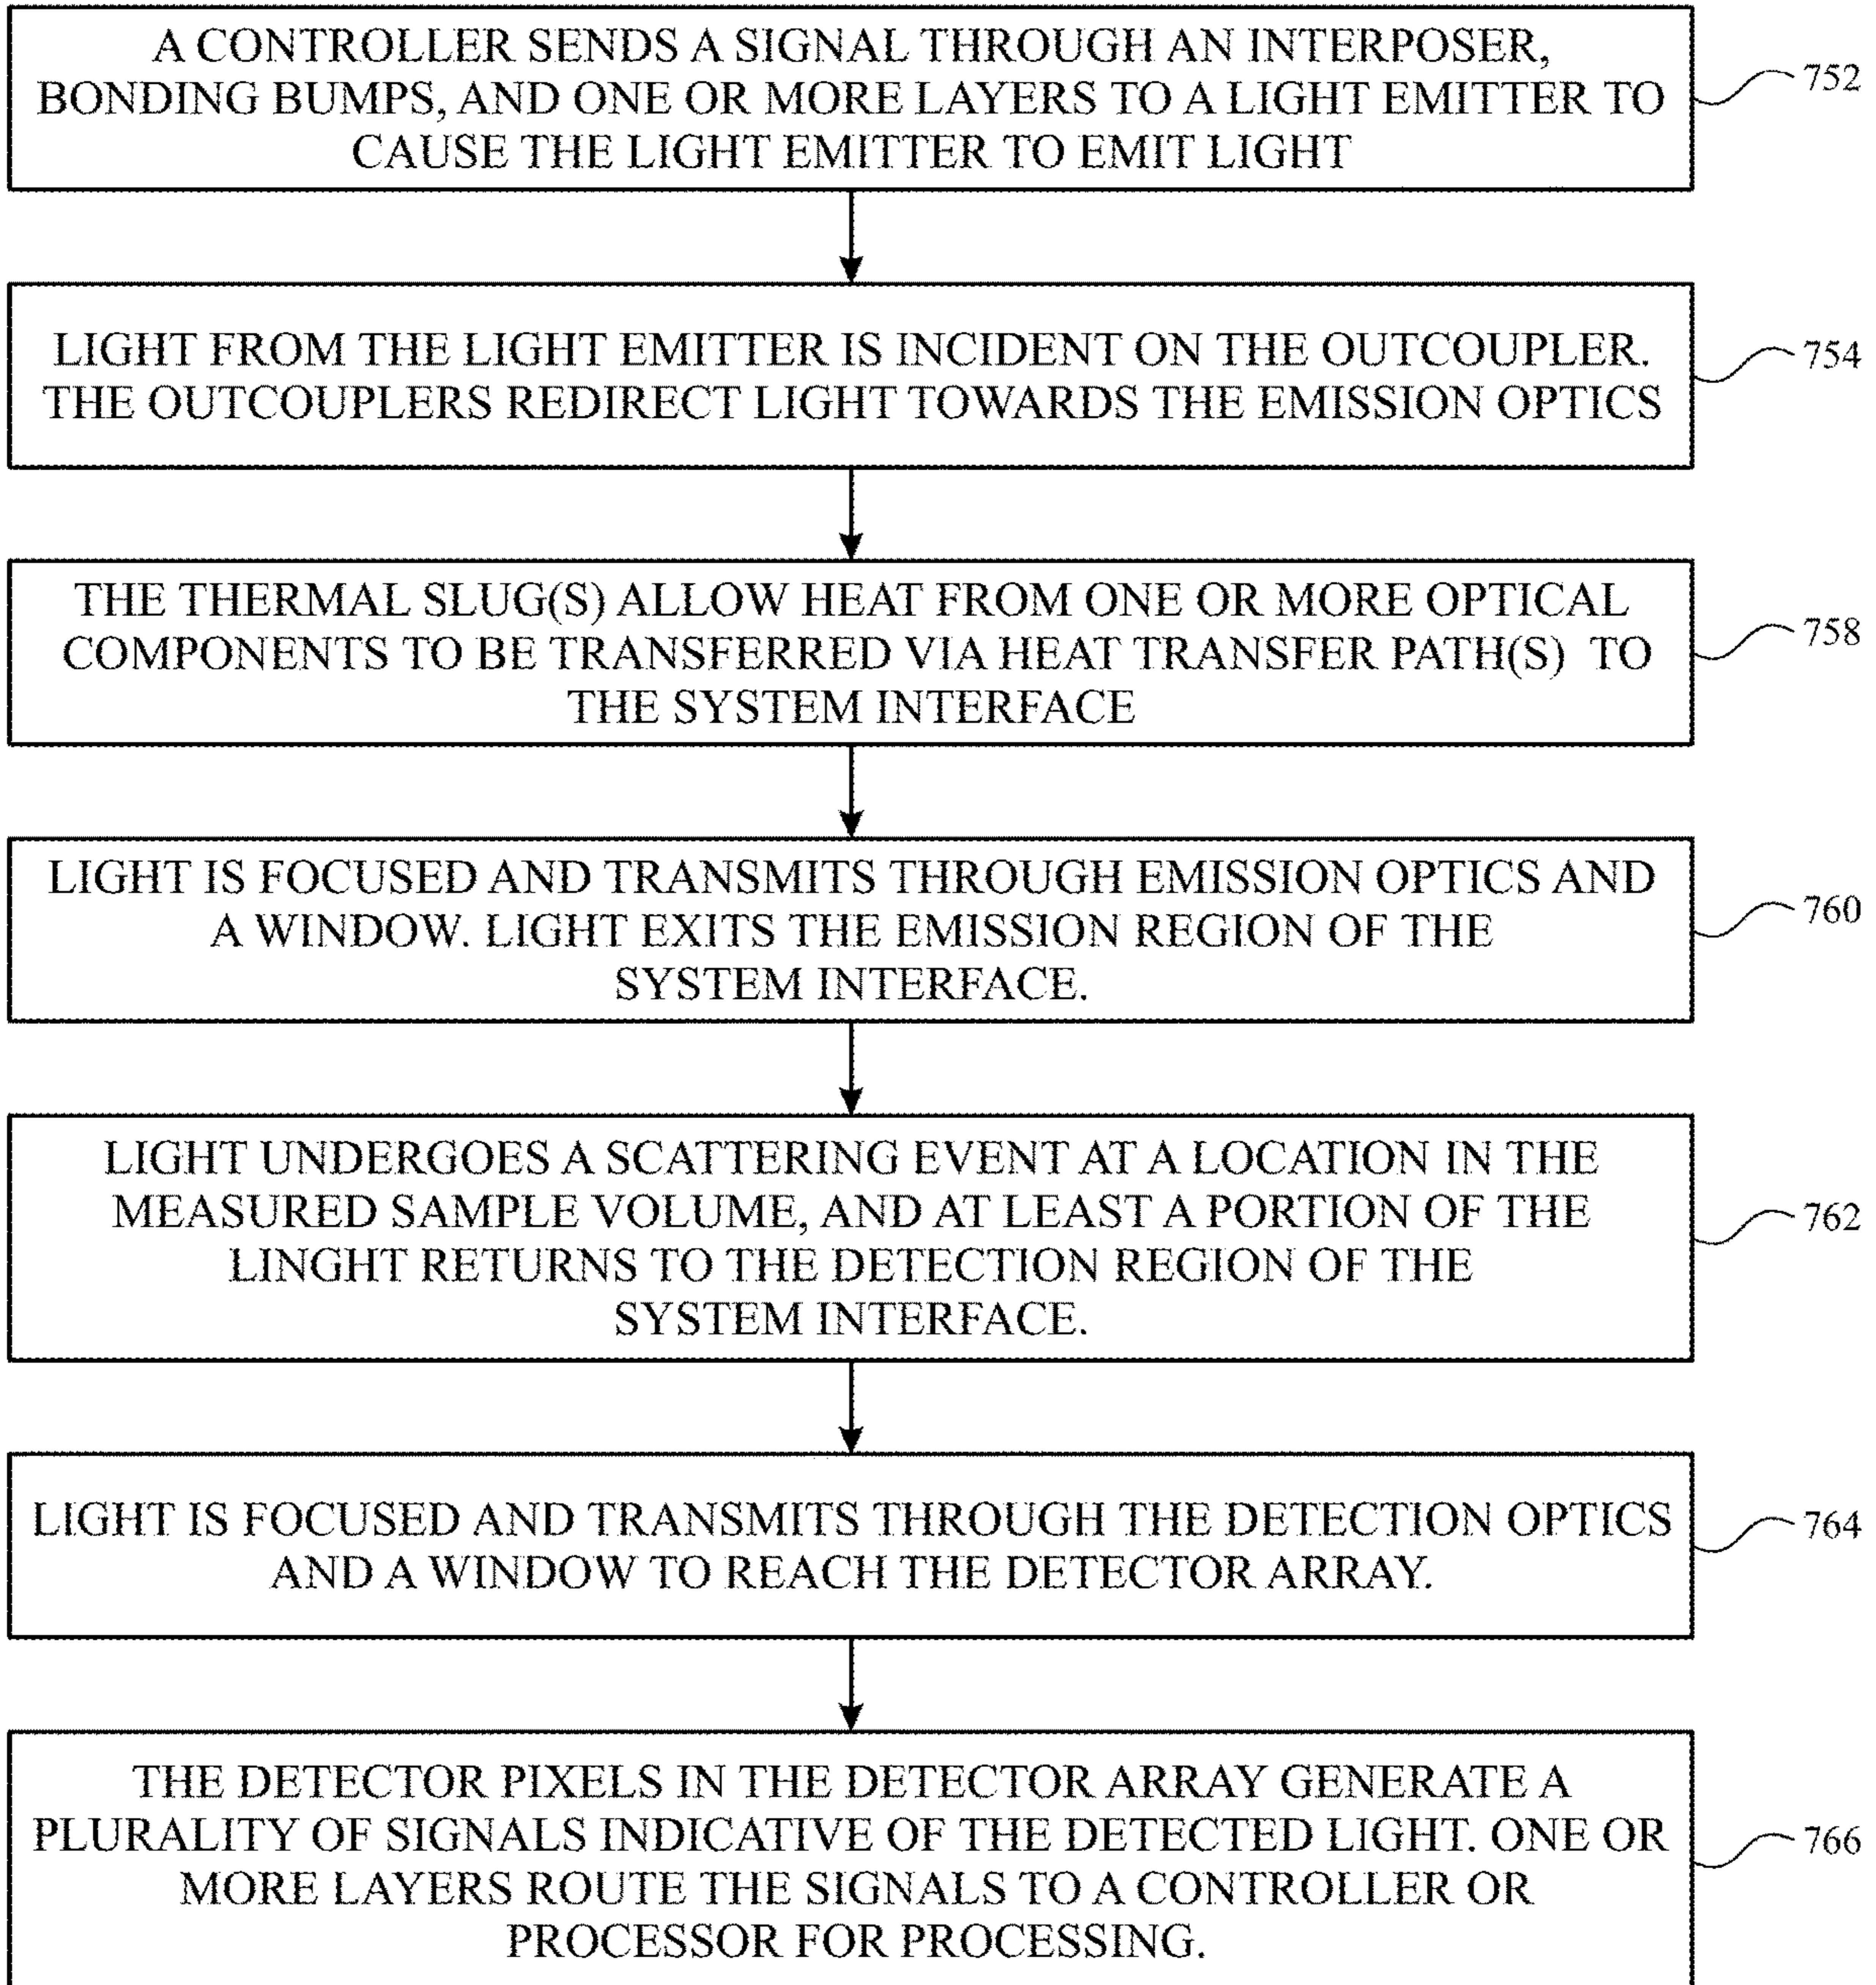 A CONTROLLER SENDS A SIGNAL THROUGH AN INTERPOSER,
BONDING BUMPS, AND ONE OR MORE LAYERS TO A LIGHT EMITTER TO
CAUSE THE LIGHT EMITTER TO EMIT LIGHT
752
LIGHT FROM THE LIGHT EMITTER IS INCIDENT ON THE OUTCOUPLER.
THE OUTCOUPLERS REDIRECT LIGHT TOWARDS THE EMISSION OPTICS
754
THE THERMAL SLUG(S) ALLOW HEAT FROM ONE OR MORE OPTICAL
COMPONENTS TO BE TRANSFERRED VIA HEAT TRANSFER PATH(S) TO
THE SYSTEM INTERFACE
758
LIGHT IS FOCUSED AND TRANSMITS THROUGH EMISSION OPTICS AND
A WINDOW. LIGHT EXITS THE EMISSION REGION OF THE
SYSTEM INTERFACE.
760
LIGHT UNDERGOES A SCATTERING EVENT AT A LOCATION IN THE
MEASURED SAMPLE VOLUME, AND AT LEAST A PORTION OF THE
LINGHT RETURNS TO THE DETECTION REGION OF THE
SYSTEM INTERFACE.
762
LIGHT IS FOCUSED AND TRANSMITS THROUGH THE DETECTION OPTICS
AND A WINDOW TO REACH THE DETECTOR ARRAY.
764
THE DETECTOR PIXELS IN THE DETECTOR ARRAY GENERATE A
PLURALITY OF SIGNALS INDICATIVE OF THE DETECTED LIGHT. ONE OR
MORE LAYERS ROUTE THE SIGNALS TO A CONTROLLER OR
PROCESSOR FOR PROCESSING.
766